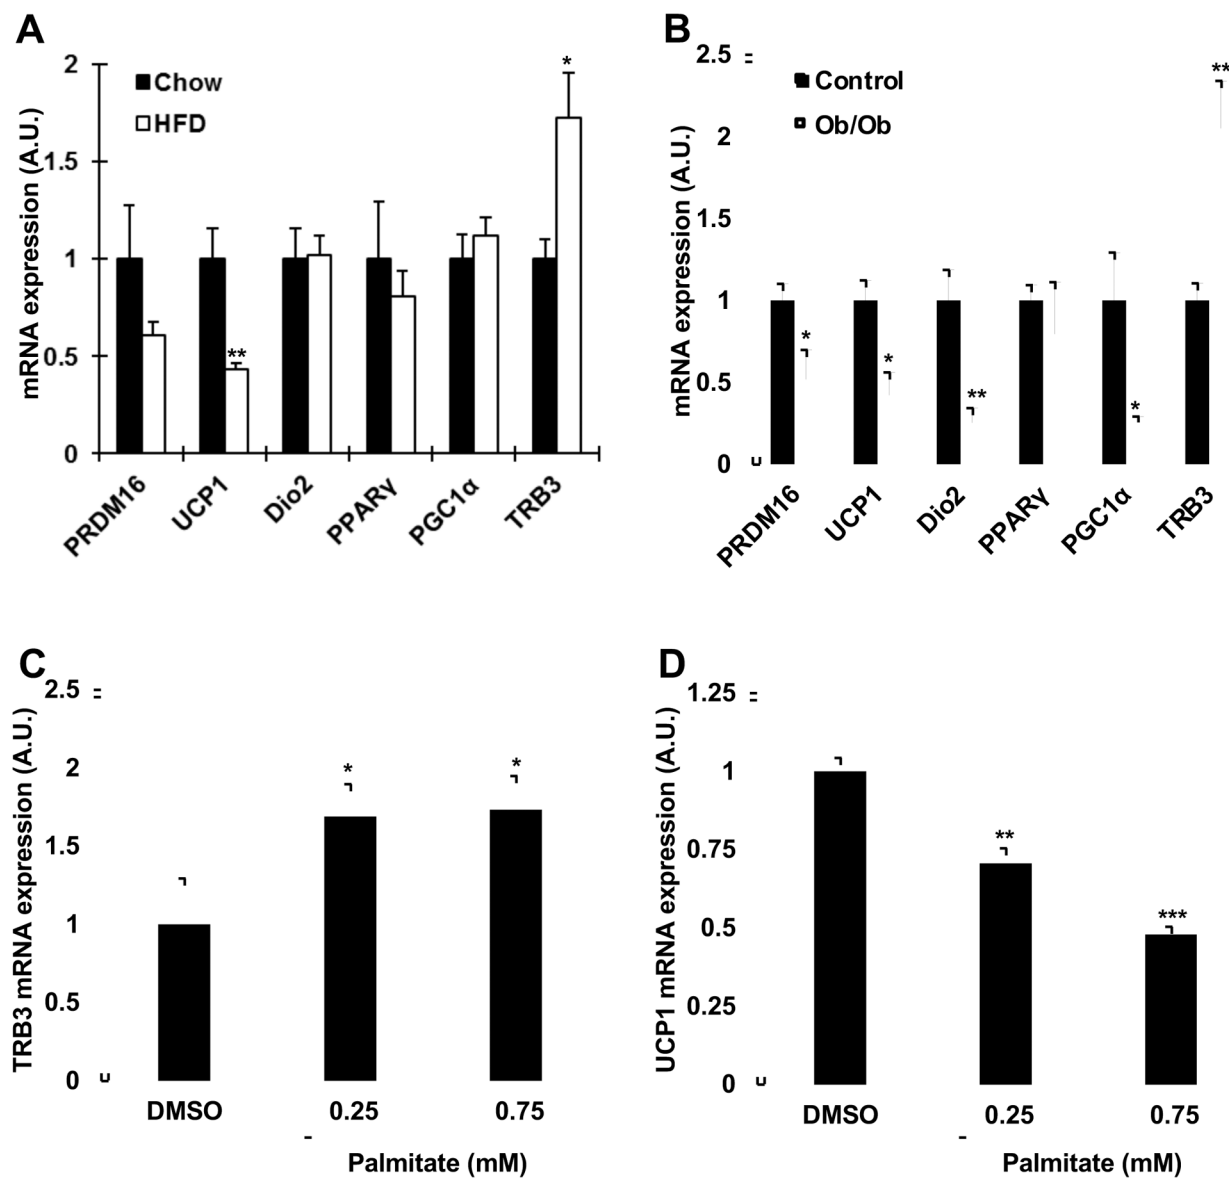 A
mRNA expression (A.U.)
2
1.5
1
0.5
0
Chow
HFD
**
*
PRDM16
UCP1
Dio2
PPARγ
PGC1α
TRB3
B
mRNA expression (A.U.)
2.5
2
1.5
1
0.5
0
Control
Ob/Ob
*
*
**
*
**
PRDM16
UCP1
Dio2
PPARγ
PGC1α
TRB3
C
TRB3 mRNA expression (A.U.)
2.5
2
1.5
1
0.5
0
*
*
DMSO
0.25
0.75
Palmitate (mM)
D
UCP1 mRNA expression (A.U.)
1.25
1
0.75
0.5
0.25
0
**
***
DMSO
0.25
0.75
Palmitate (mM)